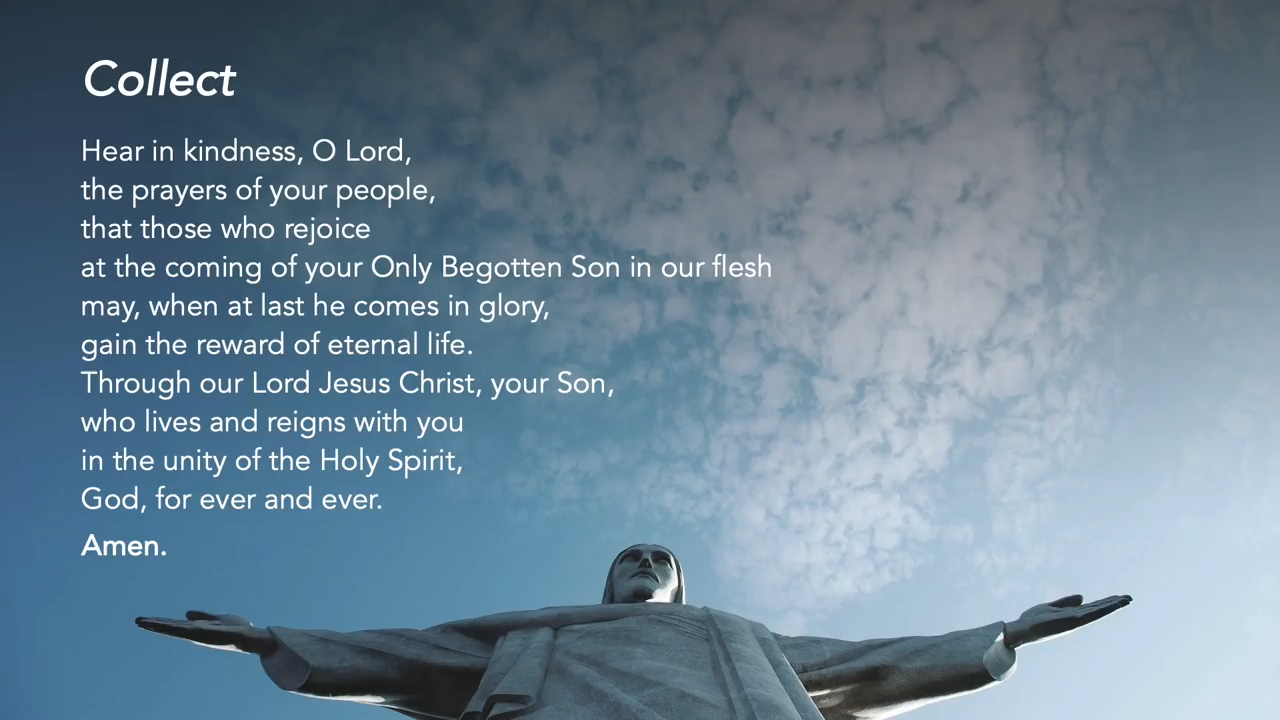 Collect
Hear in kindness, O Lord,
the prayers of your people,
that those who rejoice
at the coming of your Only Begotten Son in our flesh
may, when at last he comes in glory,
gain the reward of eternal life.
Through our Lord Jesus Christ, your Son,
who lives and reigns with you
in the unity of the Holy Spirit,
God, for ever and ever.
Amen.